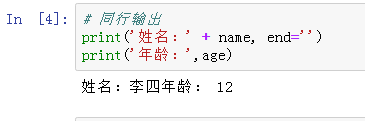 In [4]:
# 同行输出
print('姓名：' + name, end='')
print('年龄：',age)
姓名：李四年龄： 12